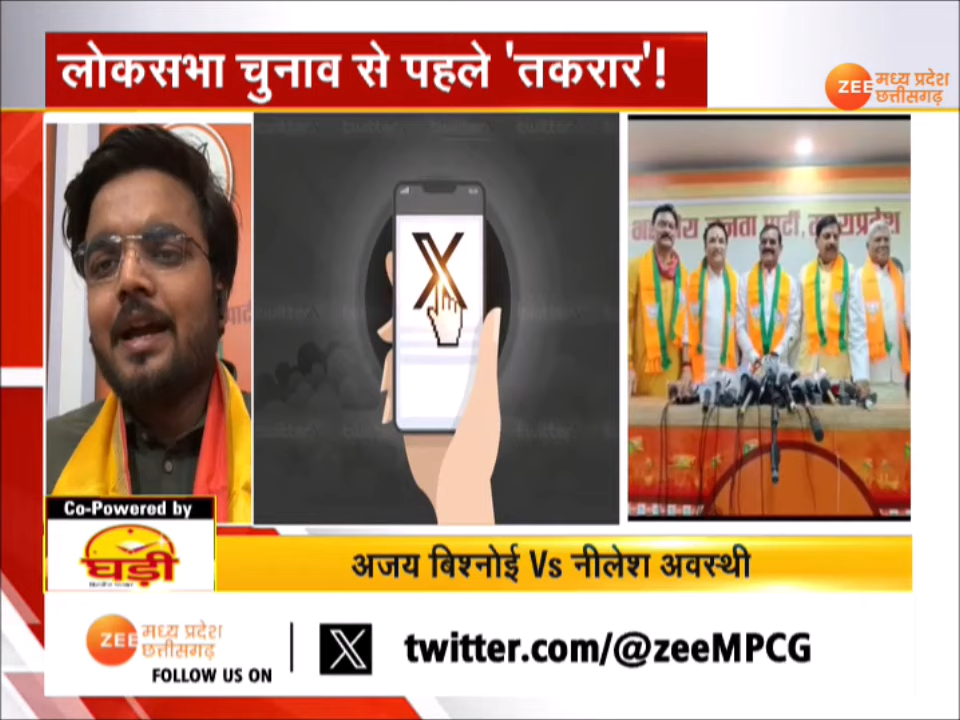 लोकसभा चुनाव से पहले 'तकरार'!
ZEE मध्य प्रदेश
छत्तीसगढ़
X
जनता पार्टी,
Co-Powered by
घड़ी
अजय बिश्नोई Vs नीलेश अवस्थी
ZEE मध्य प्रदेश
छत्तीसगढ़
FOLLOW US ON
X
twitter.com/@zeeMPCG